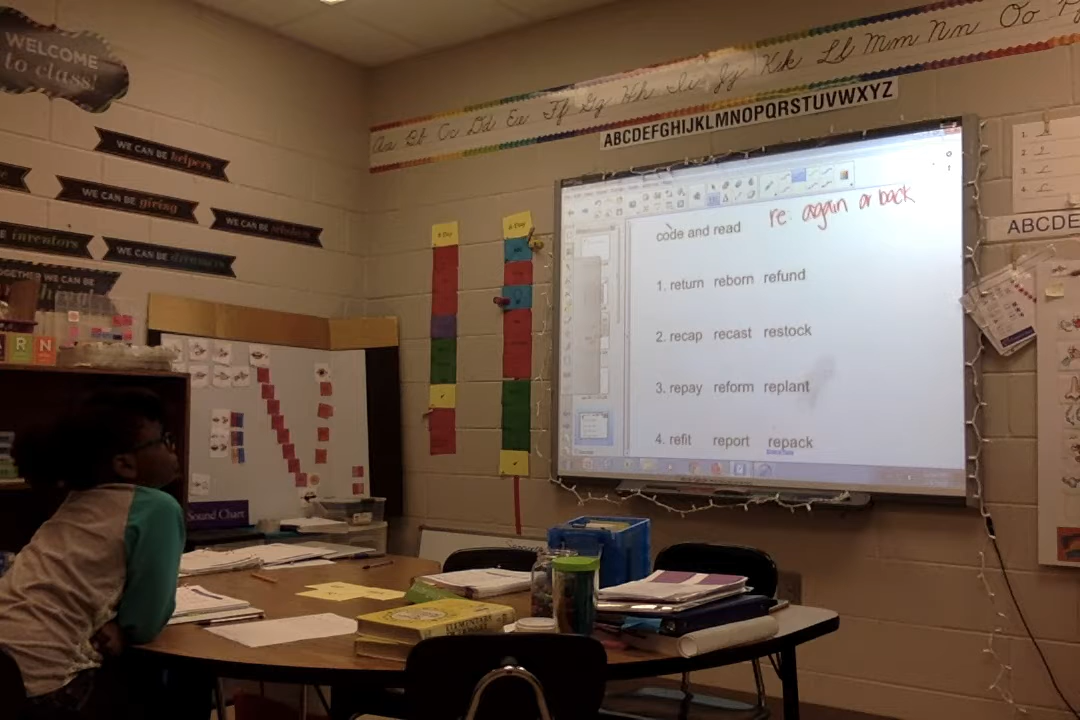 WELCOME
to class!
WE CAN BE helpers
WE CAN BE giving
WE CAN BE scholars
inventors
WE CAN BE dreamers
TOGETHER WE CAN BE
R N
Aa Bb Cc Dd Ee Ff Gg Hh Ii Jj Kk Ll Mm Nn Oo
ABCDEFGHIJKLMNOPQRSTUVWXYZ
code and read
re: again or back
1. return reborn refund
2. recap recast restock
3. repay reform replant
4. refit report repack
ABCDE
Sound Chart
ELEMENTARY